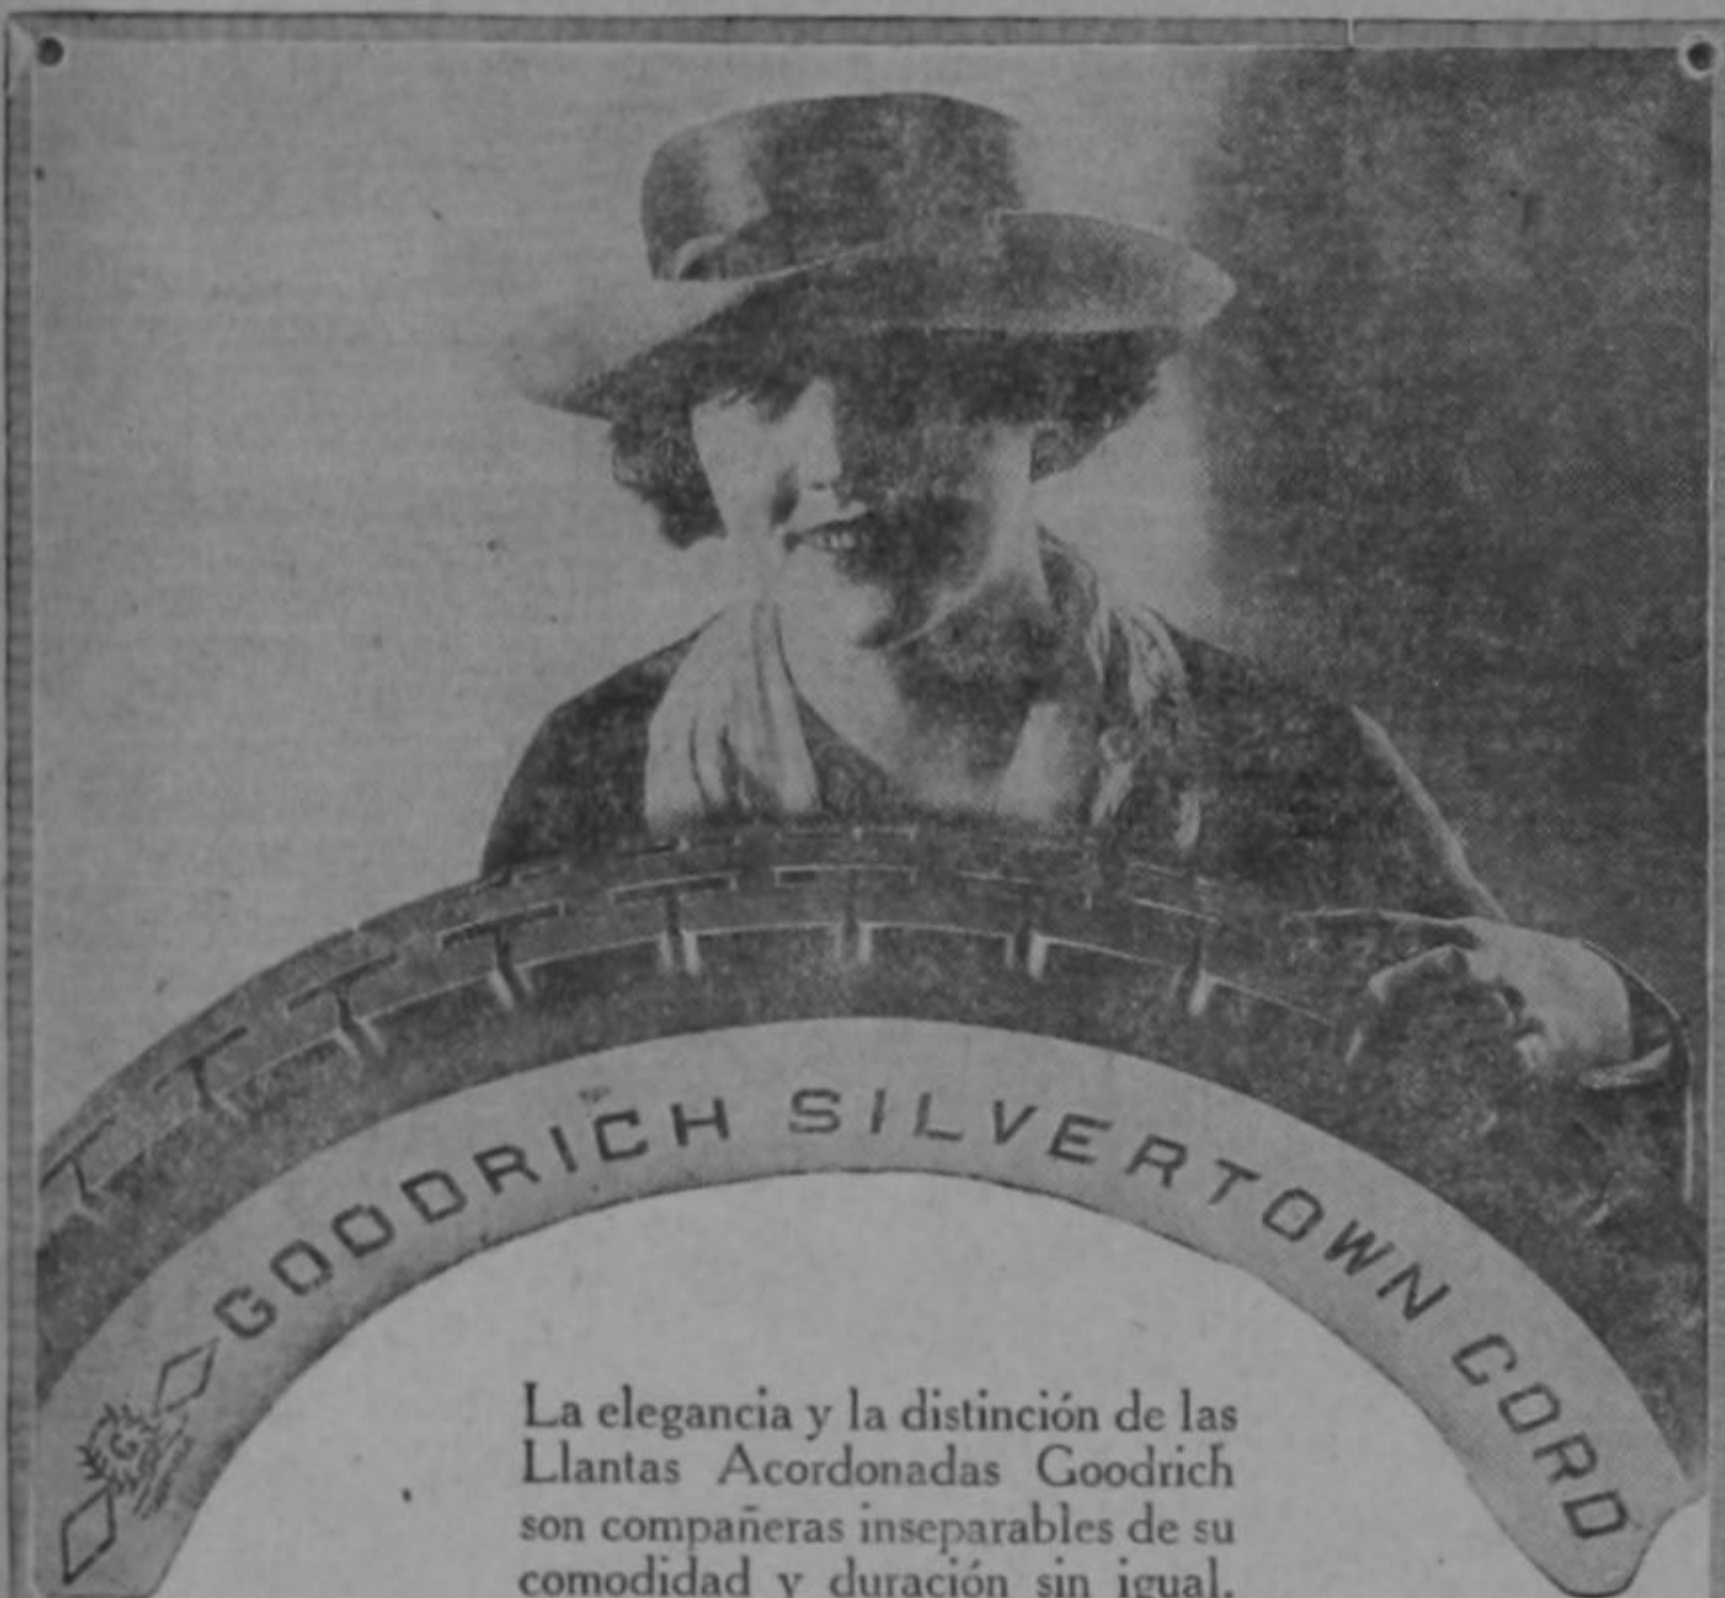 GOODRICH SILVERTOWN CORD
La elegancia y la distinción de las
Llantas Acordonadas Goodrich
son compañeras inseparables de su
comodidad y duración sin igual.